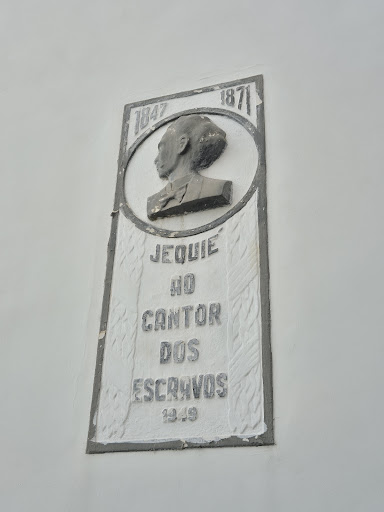 1847 1871
JEQUIÉ
AO
CANTOR
DOS
ESCRAVOS
1949